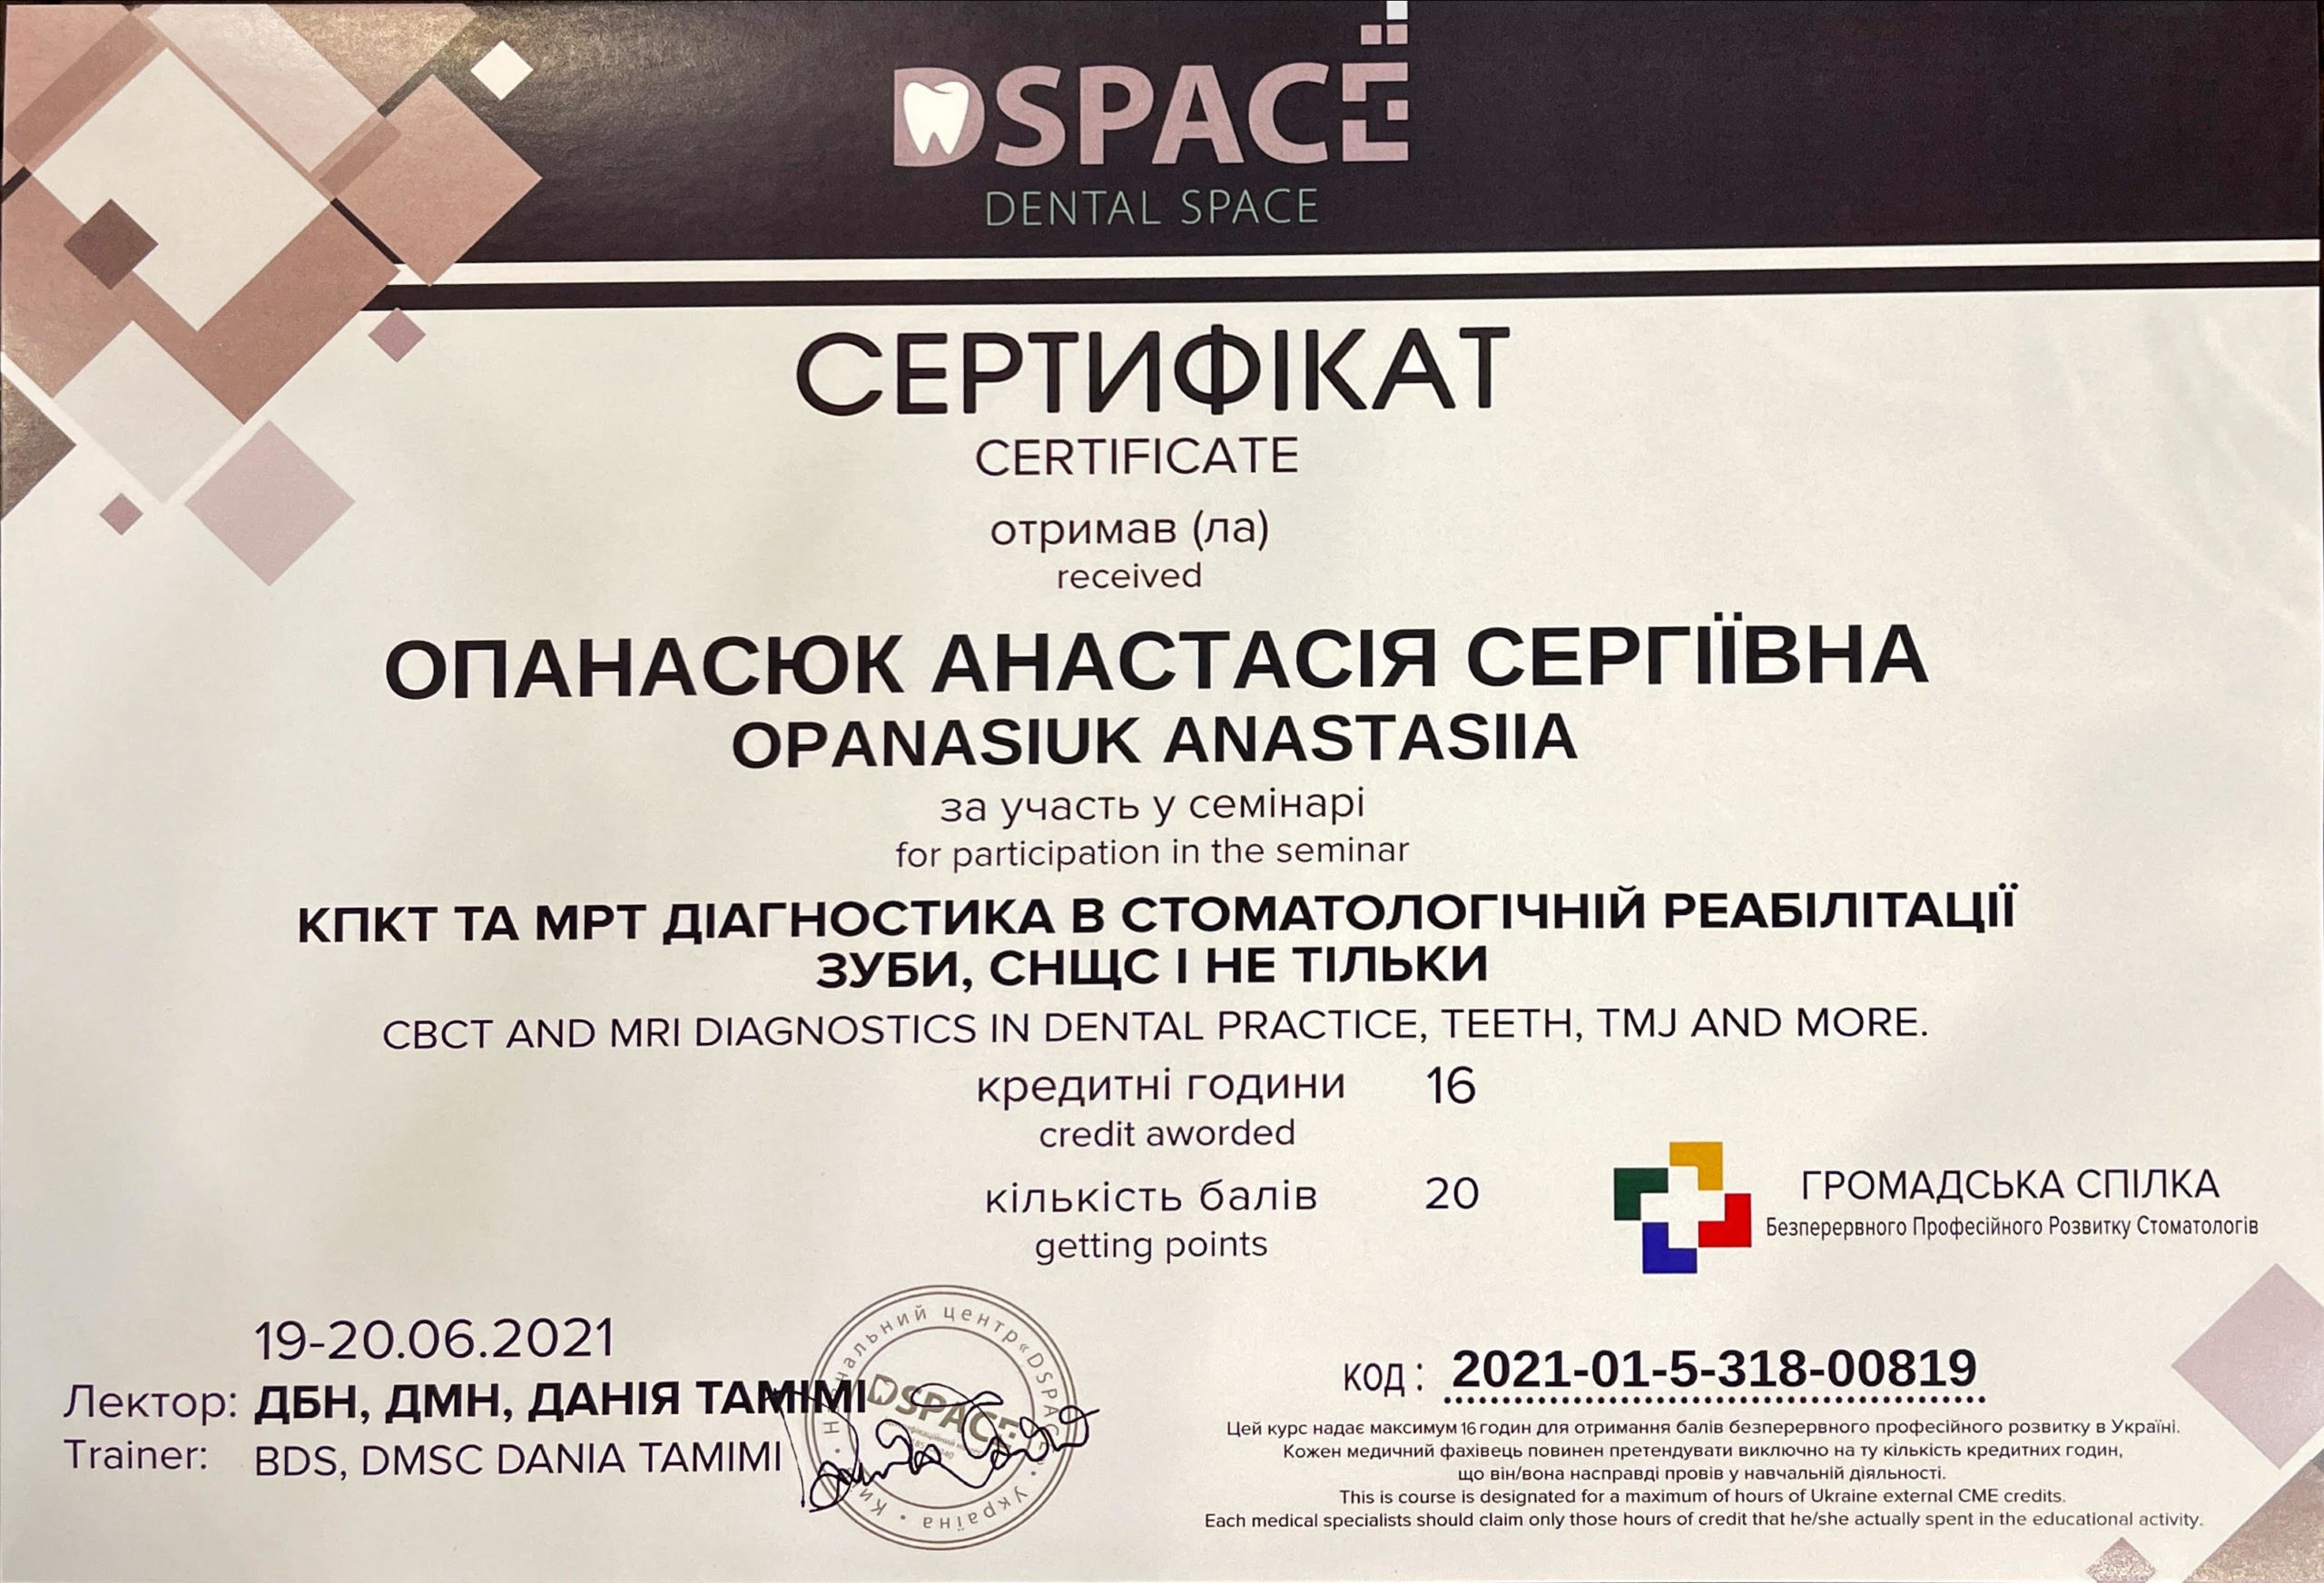 DSPACE
DENTAL SPACE
СЕРТИФІКАТ
CERTIFICATE
отримав (ла)
received
ОПАНАСЮК АНАСТАСІЯ СЕРГІЇВНА
OPANASIUK ANASTASIIA
за участь у семінарі
for participation in the seminar
КПКТ ТА МРТ ДІАГНОСТИКА В СТОМАТОЛОГІЧНІЙ РЕАБІЛІТАЦІЇ
ЗУБИ, СНЩС І НЕ ТІЛЬКИ
CBCT AND MRI DIAGNOSTICS IN DENTAL PRACTICE, TEETH, TMJ AND MORE.
кредитні години 16
credit aworded
кількість балів 20
getting points
ГРОМАДСЬКА СПІЛКА
Безперервного Професійного Розвитку Стоматологів
19-20.06.2021
Лектор: ДБН, ДМН, ДАНІЯ ТАМІМІ
Trainer: BDS, DMSC DANIA TAMIMI
центр «DSPACE» • Україна • Київ •
DSPACE
код: 2021-01-5-318-00819
Цей курс надає максимум 16 годин для отримання балів безперервного професійного розвитку в Україні.
Кожен медичний фахівець повинен претендувати виключно на ту кількість кредитних годин,
що він/вона насправді провів у навчальній діяльності.
This is course is designated for a maximum of hours of Ukraine external CME credits.
Each medical specialists should claim only those hours of credit that he/she actually spent in the educational activity.